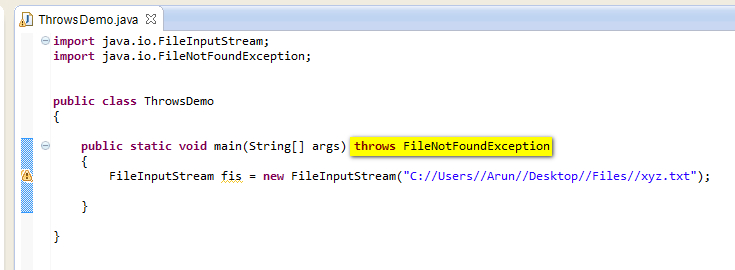 ThrowsDemo.java
import java.io.FileInputStream;
import java.io.FileNotFoundException;
public class ThrowsDemo
{
public static void main(String[] args) throws FileNotFoundException
{
FileInputStream fis = new FileInputStream("C://Users//Arun//Desktop//Files//xyz.txt");
}
}